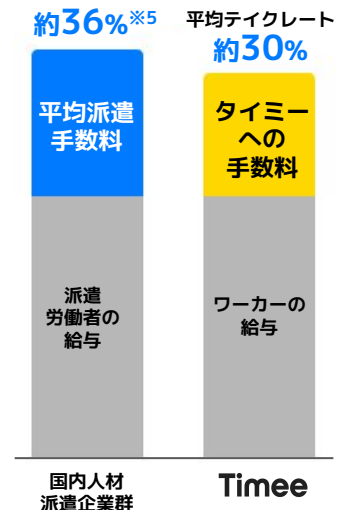 約36%※5
平均派遣
手数料
派遣
労働者の
給与
国内人材
派遣企業群
平均テイクレート
約30%
タイミー
への
手数料
ワーカーの
給与
Timee